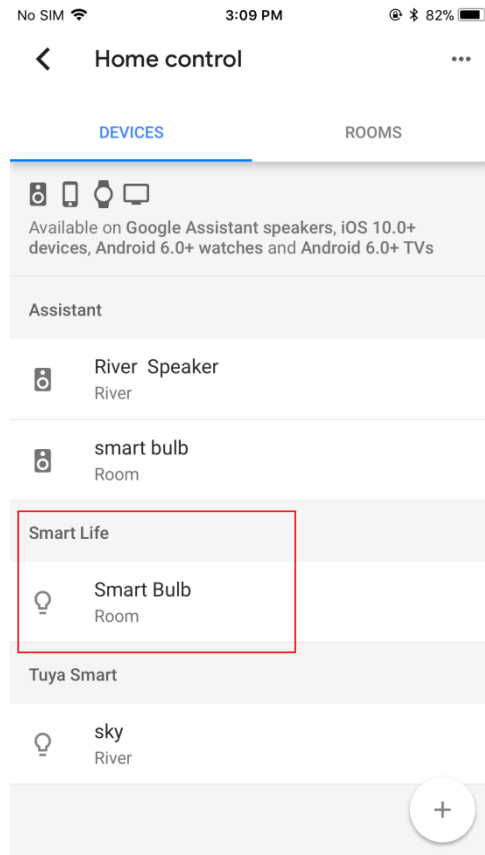 No SIM 3:09 PM 82%
Home control
DEVICES ROOMS
Available on Google Assistant speakers, iOS 10.0+
devices, Android 6.0+ watches and Android 6.0+ TVs
Assistant
River Speaker
River
smart bulb
Room
Smart Life
Smart Bulb
Room
Tuya Smart
sky
River